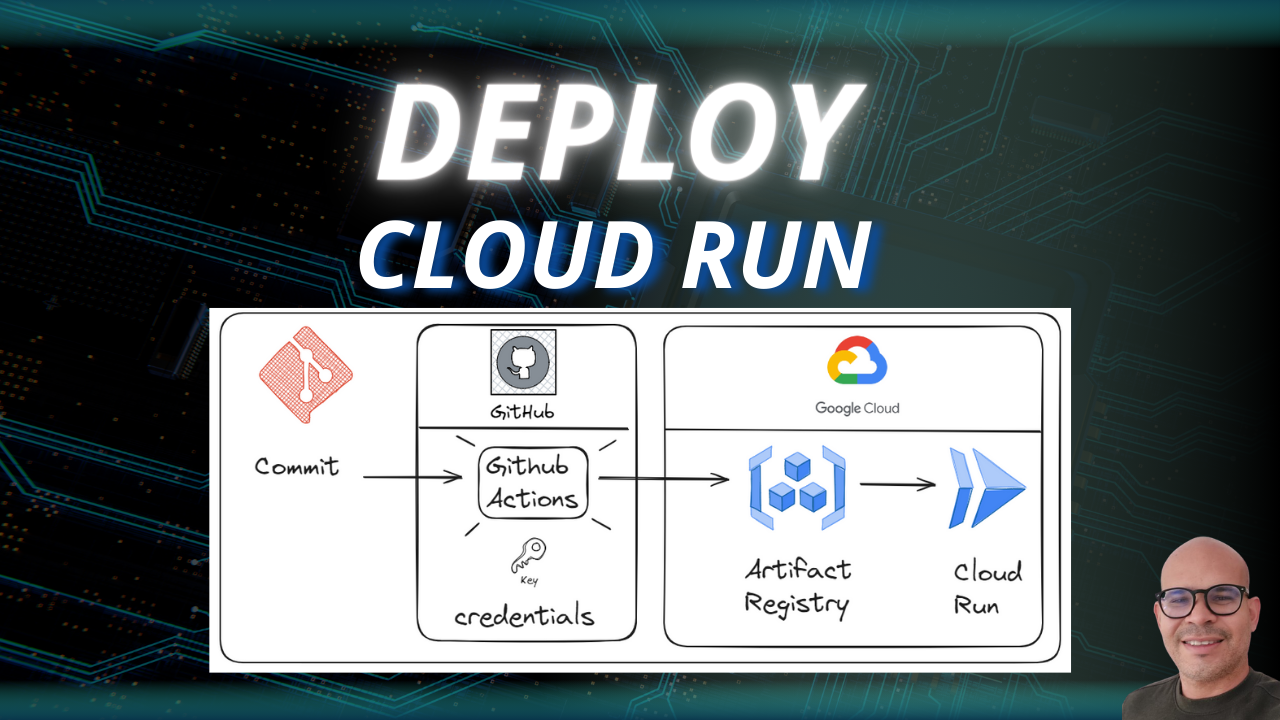 DEPLOY
CLOUD RUN
GitHub
Google Cloud
Commit
Github
Actions
Key
credentials
Artifact
Registry
Cloud
Run